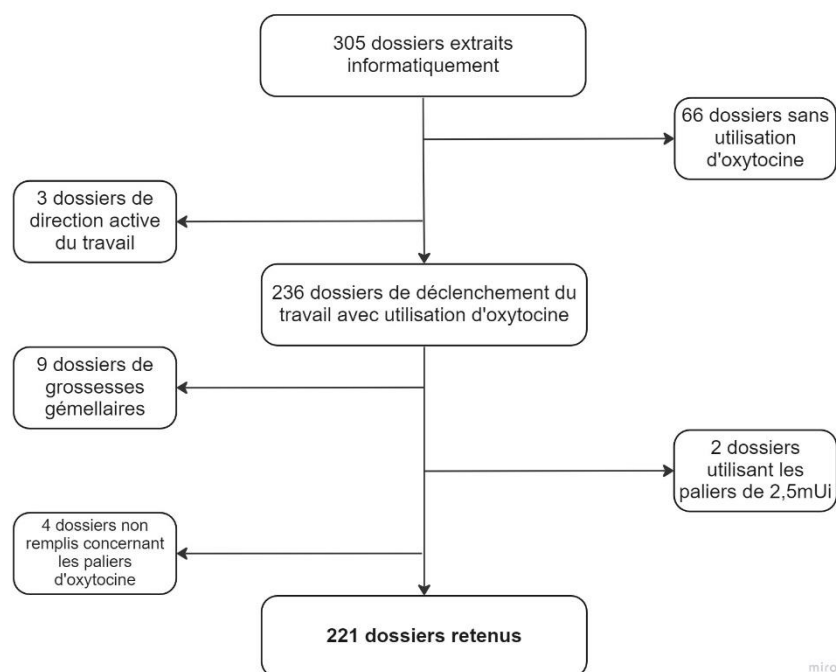 305 dossiers extraits
informatiquement
66 dossiers sans
utilisation
d'oxytocine
3 dossiers de
direction active
du travail
236 dossiers de déclenchement du
travail avec utilisation d'oxytocine
9 dossiers de
grossesses
gémellaires
2 dossiers
utilisant les
paliers de 2,5mUi
4 dossiers non
remplis concernant
les paliers
d'oxytocine
221 dossiers retenus
miro